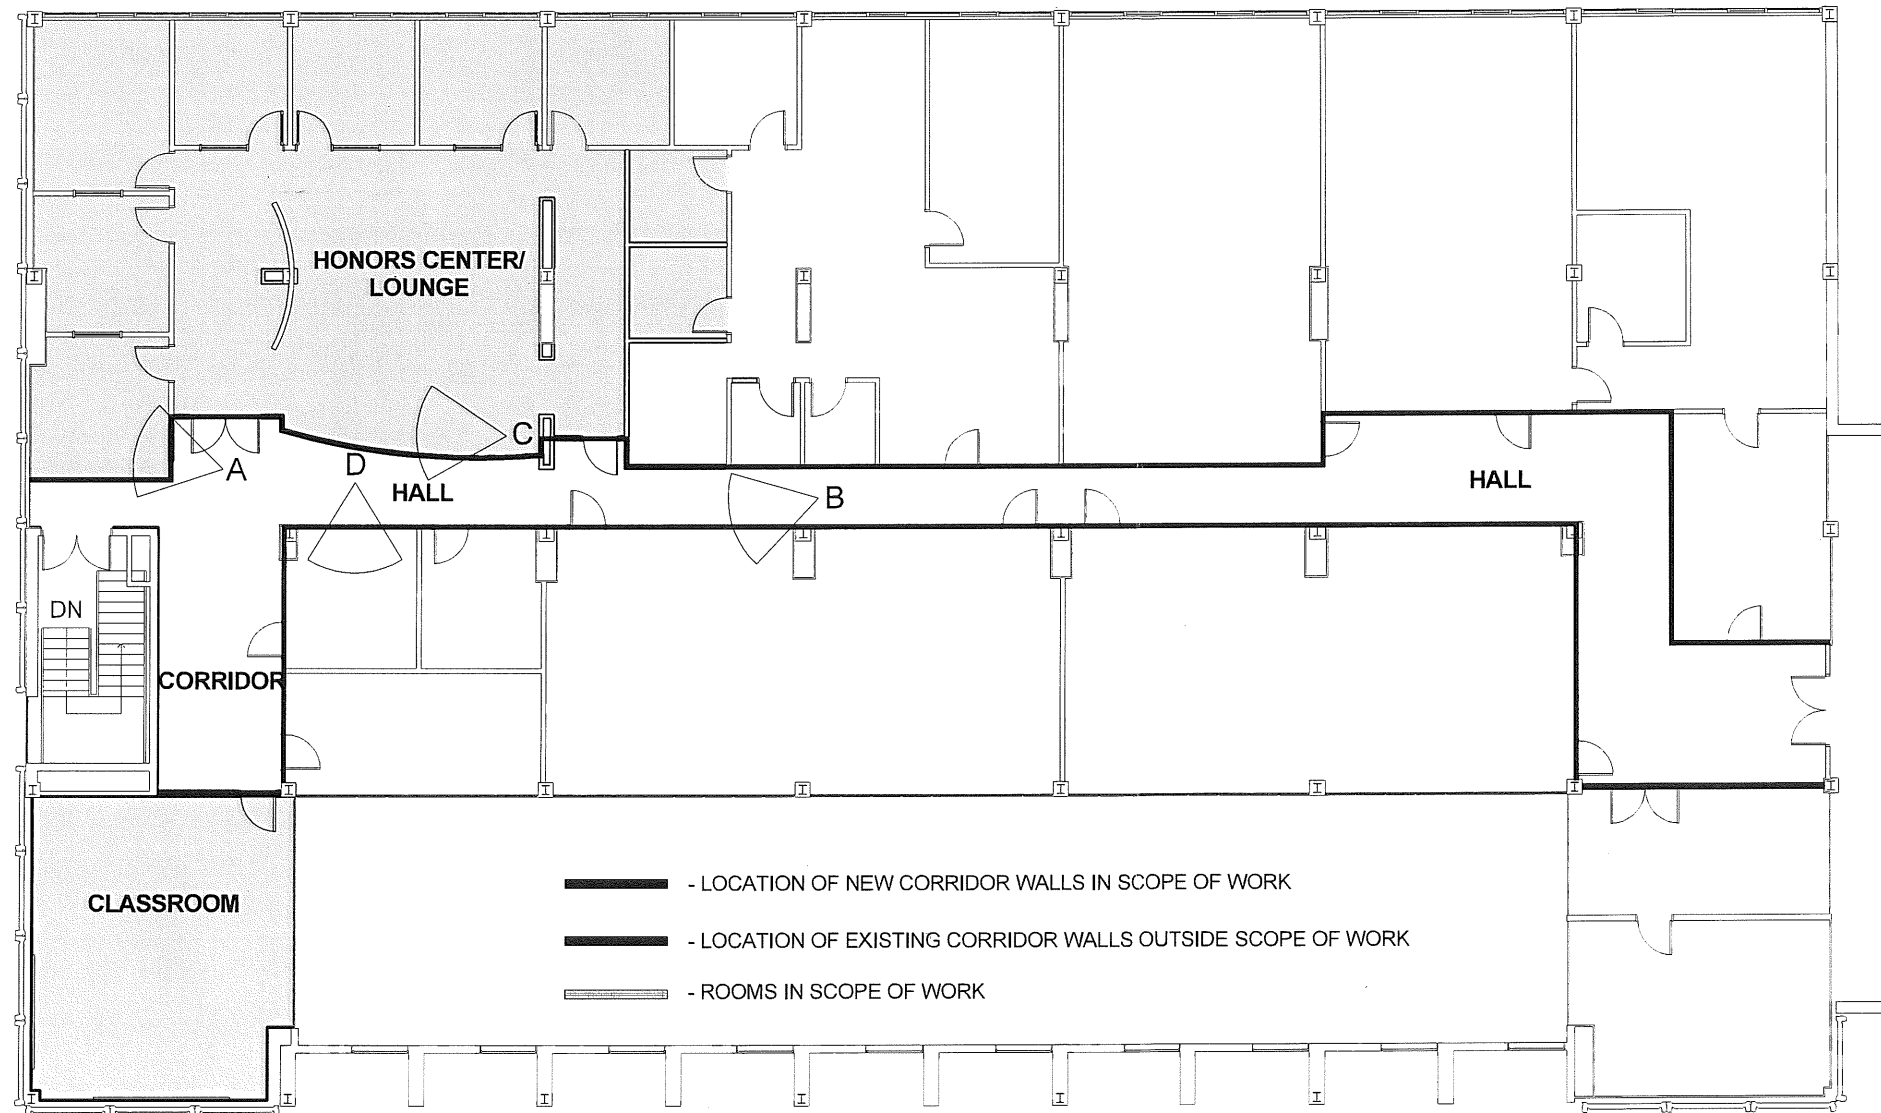 HONORS CENTER/
LOUNGE
C
A
D
HALL
B
HALL
DN
CORRIDOR
CLASSROOM
- LOCATION OF NEW CORRIDOR WALLS IN SCOPE OF WORK
- LOCATION OF EXISTING CORRIDOR WALLS OUTSIDE SCOPE OF WORK
- ROOMS IN SCOPE OF WORK